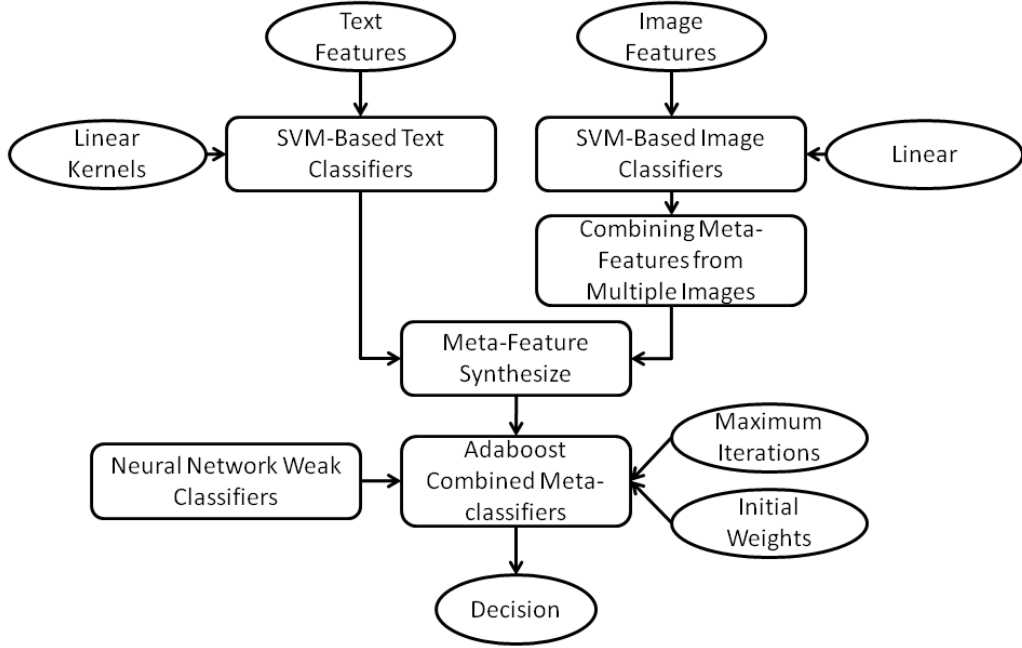 Text
Features
Image
Features
Linear
Kernels
SVM-Based Text
Classifiers
SVM-Based Image
Classifiers
Linear
Combining Meta-
Features from
Multiple Images
Meta-Feature
Synthesize
Neural Network Weak
Classifiers
Adaboost
Combined Meta-
classifiers
Maximum
Iterations
Initial
Weights
Decision